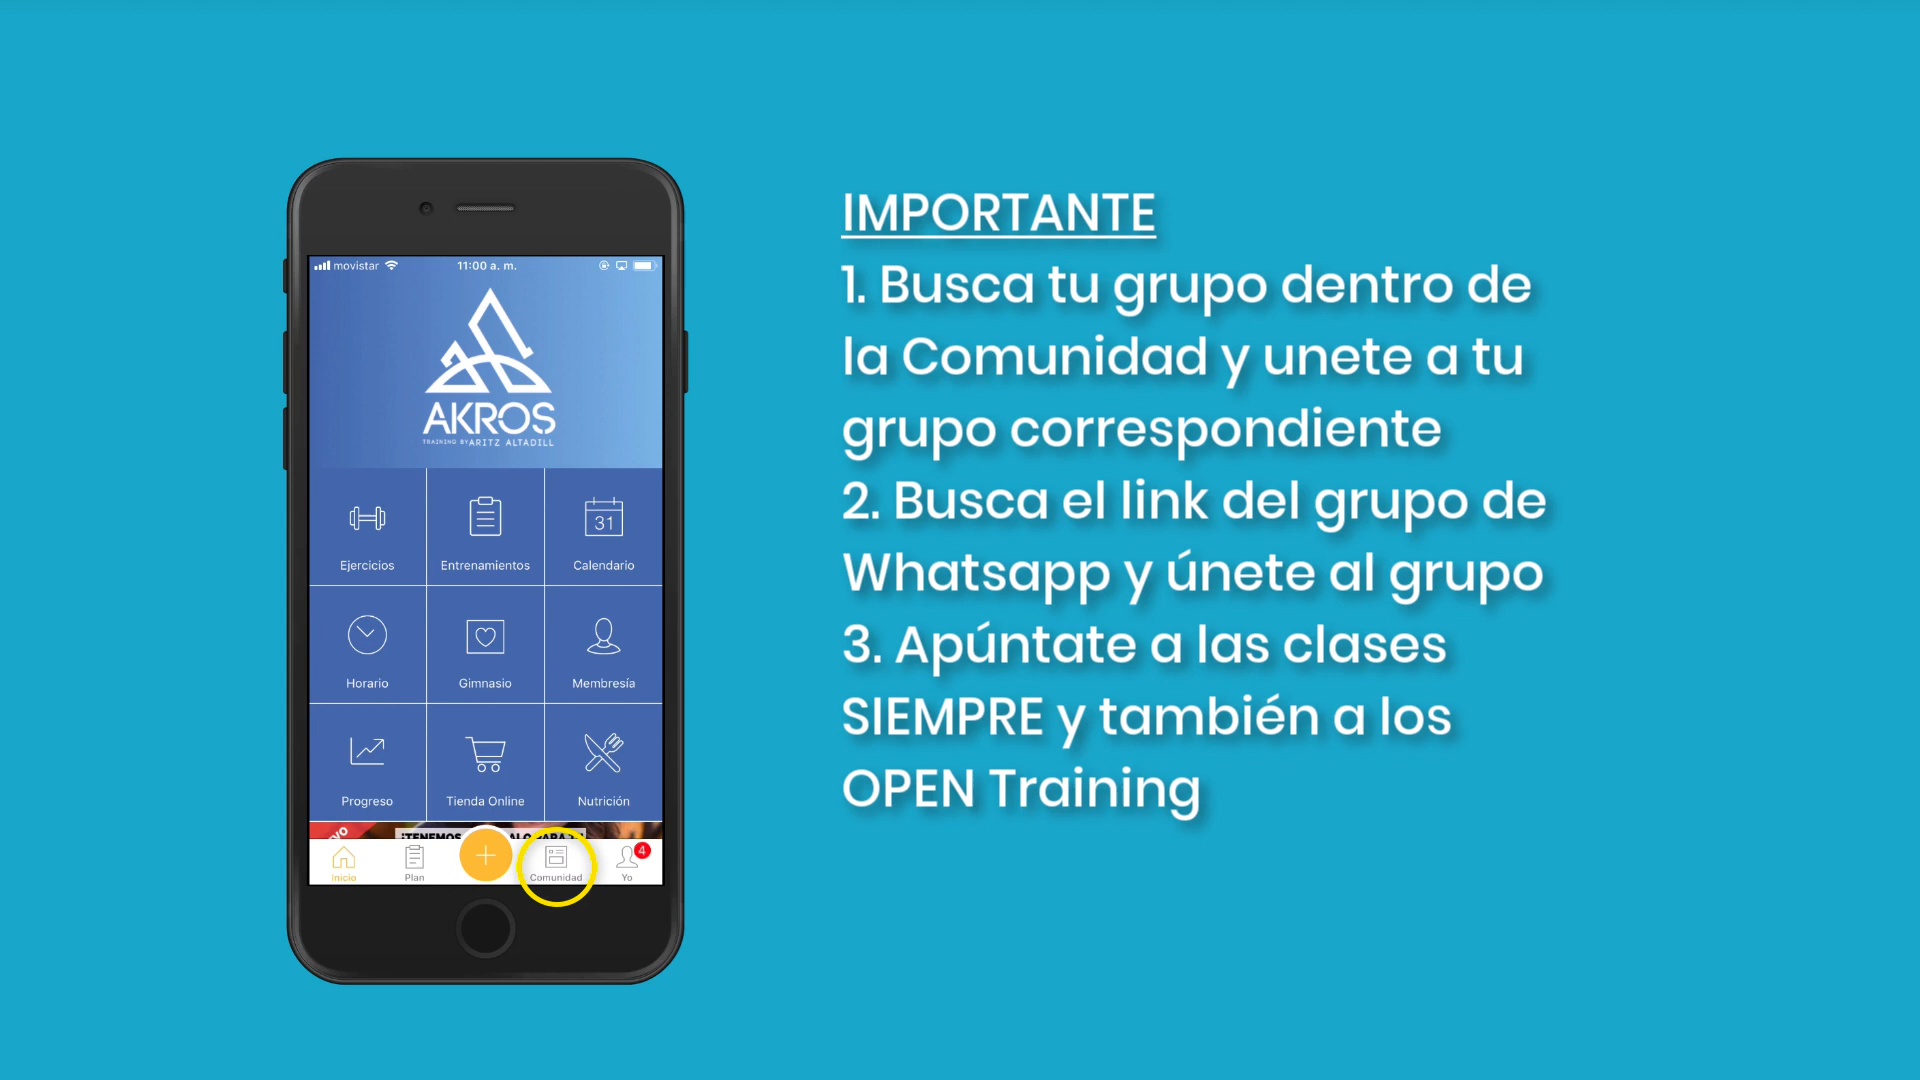 movistar 11:00 a. m.
AKROS
TRAINING BY ARITZ ALTADILL
Ejercicios Entrenamientos Calendario
31
Horario Gimnasio Membresía
Progreso Tienda Online Nutrición
¡TENEMOS
4
Inicio Plan Comunidad Yo
IMPORTANTE
1. Busca tu grupo dentro de
la Comunidad y unete a tu
grupo correspondiente
2. Busca el link del grupo de
Whatsapp y únete al grupo
3. Apúntate a las clases
SIEMPRE y también a los
OPEN Training